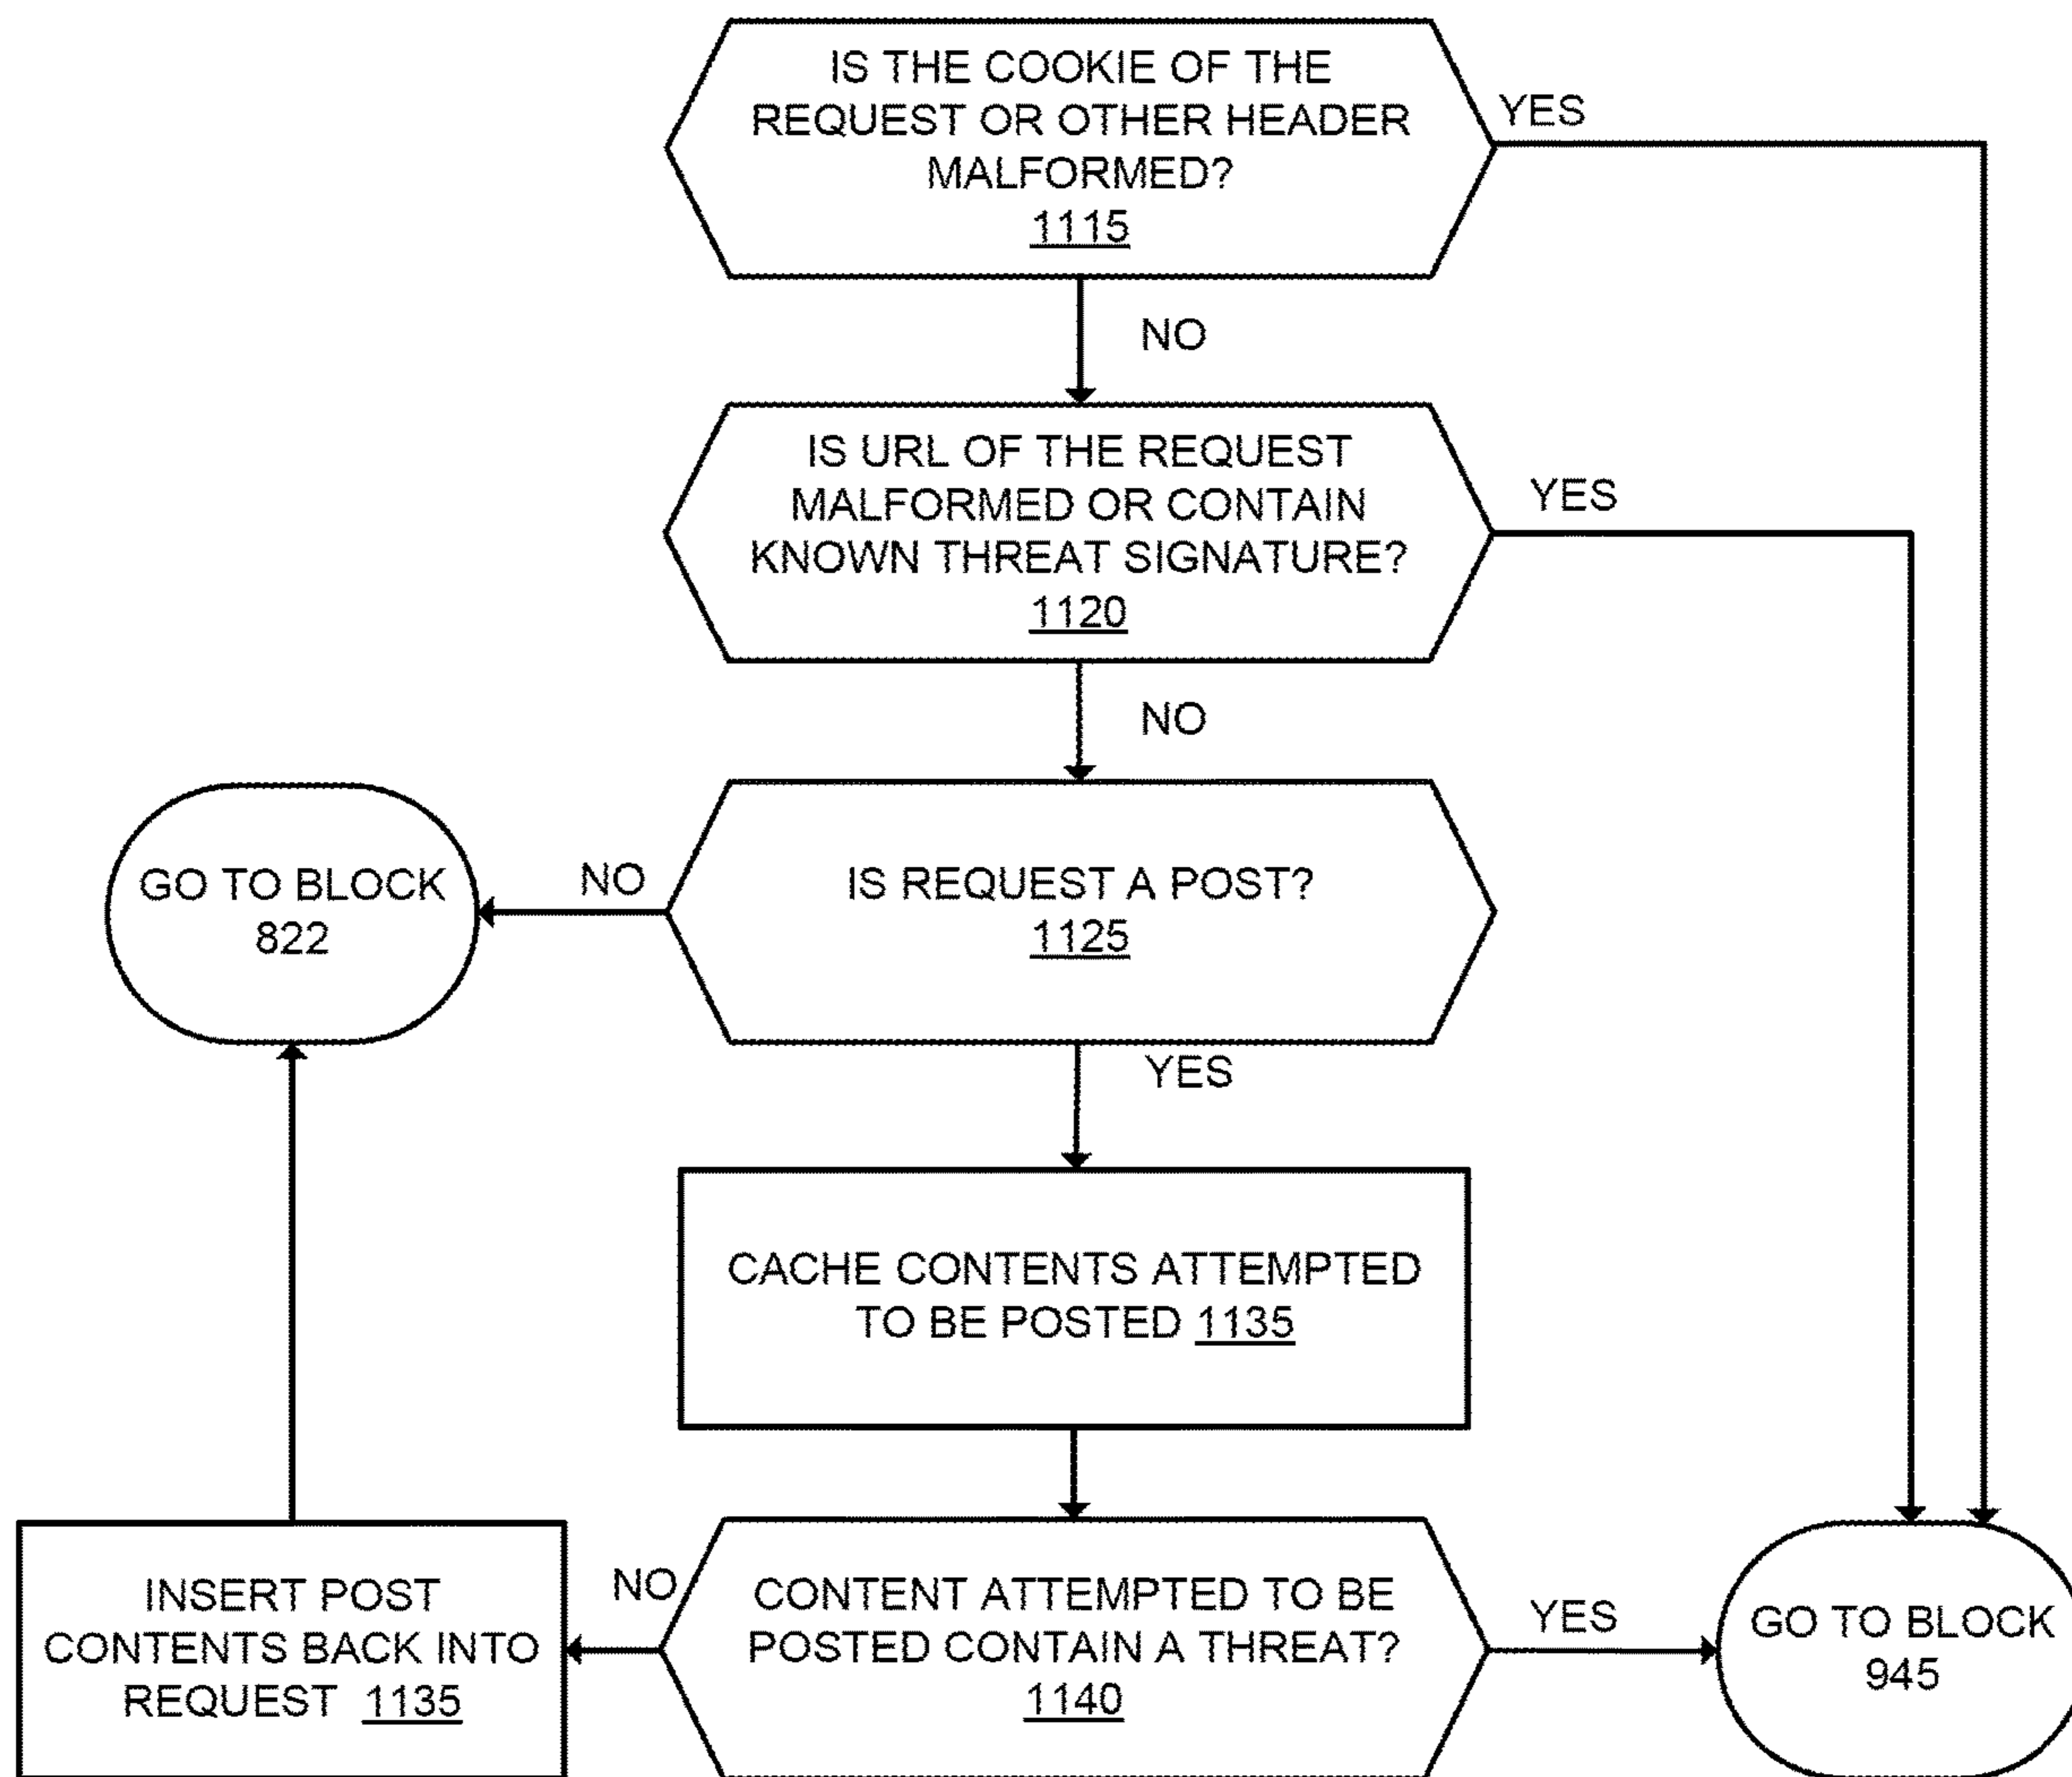 IS THE COOKIE OF THE
REQUEST OR OTHER HEADER
MALFORMED?
1115
YES
NO
IS URL OF THE REQUEST
MALFORMED OR CONTAIN
KNOWN THREAT SIGNATURE?
1120
YES
NO
GO TO BLOCK
822
NO
IS REQUEST A POST?
1125
YES
CACHE CONTENTS ATTEMPTED
TO BE POSTED 1135
INSERT POST
CONTENTS BACK INTO
REQUEST 1135
NO
CONTENT ATTEMPTED TO BE
POSTED CONTAIN A THREAT?
1140
YES
GO TO BLOCK
945